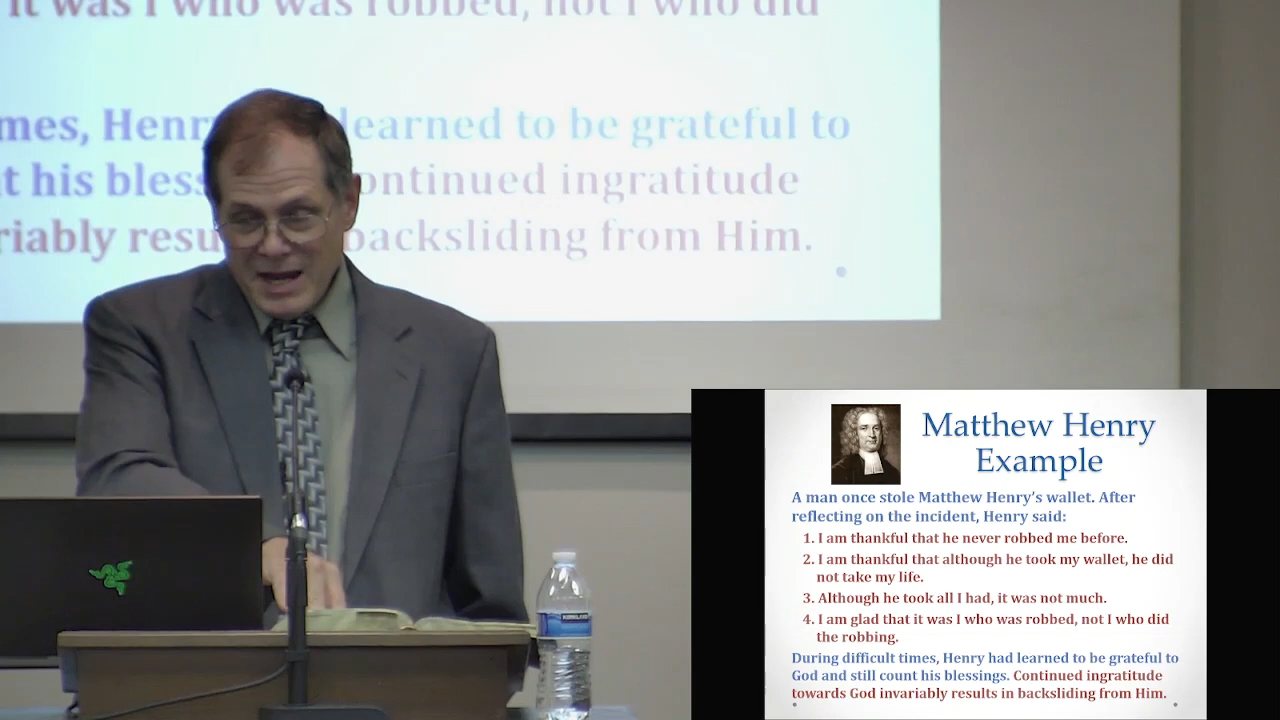 it was I who was robbed, not I who did
mes, Henr learned to be grateful to
t his bless ontinued ingratitude
riably resu backsliding from Him.
KIRKLAND
Matthew Henry
Example
A man once stole Matthew Henry's wallet. After
reflecting on the incident, Henry said:
1. I am thankful that he never robbed me before.
2. I am thankful that although he took my wallet, he did
not take my life.
3. Although he took all I had, it was not much.
4. I am glad that it was I who was robbed, not I who did
the robbing.
During difficult times, Henry had learned to be grateful to
God and still count his blessings. Continued ingratitude
towards God invariably results in backsliding from Him.